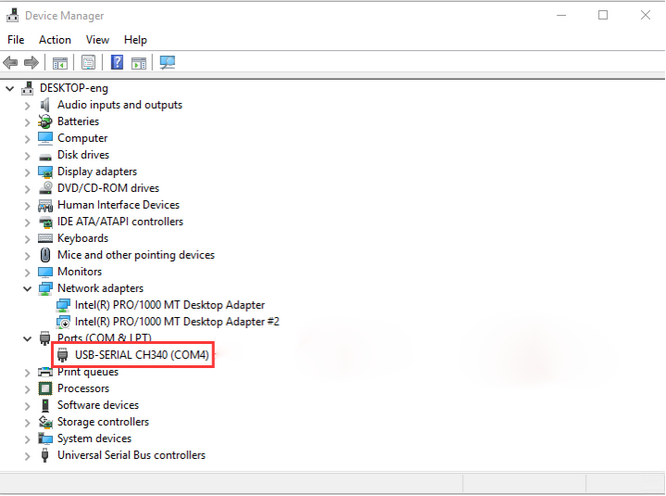 Device Manager
File Action View Help
DESKTOP-eng
Audio inputs and outputs
Batteries
Computer
Disk drives
Display adapters
DVD/CD-ROM drives
Human Interface Devices
IDE ATA/ATAPI controllers
Keyboards
Mice and other pointing devices
Monitors
Network adapters
Intel(R) PRO/1000 MT Desktop Adapter
Intel(R) PRO/1000 MT Desktop Adapter #2
Ports (COM & LPT)
USB-SERIAL CH340 (COM4)
Print queues
Processors
Software devices
Storage controllers
System devices
Universal Serial Bus controllers